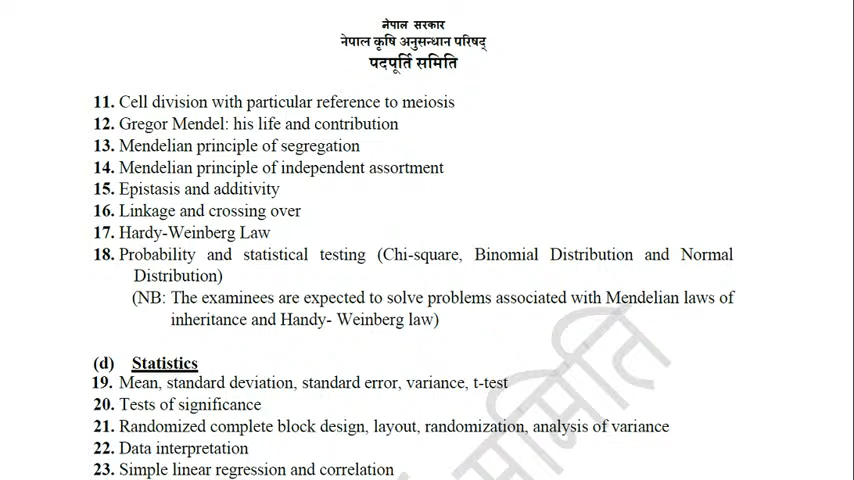 नेपाल सरकार
नेपाल कृषि अनुसन्धान परिषद्
पदपूर्ति समिति
11. Cell division with particular reference to meiosis
12. Gregor Mendel: his life and contribution
13. Mendelian principle of segregation
14. Mendelian principle of independent assortment
15. Epistasis and additivity
16. Linkage and crossing over
17. Hardy-Weinberg Law
18. Probability and statistical testing (Chi-square, Binomial Distribution and Normal
Distribution)
(NB: The examinees are expected to solve problems associated with Mendelian laws of
inheritance and Handy- Weinberg law)
(d) Statistics
19. Mean, standard deviation, standard error, variance, t-test
20. Tests of significance
21. Randomized complete block design, layout, randomization, analysis of variance
22. Data interpretation
23. Simple linear regression and correlation
समिति